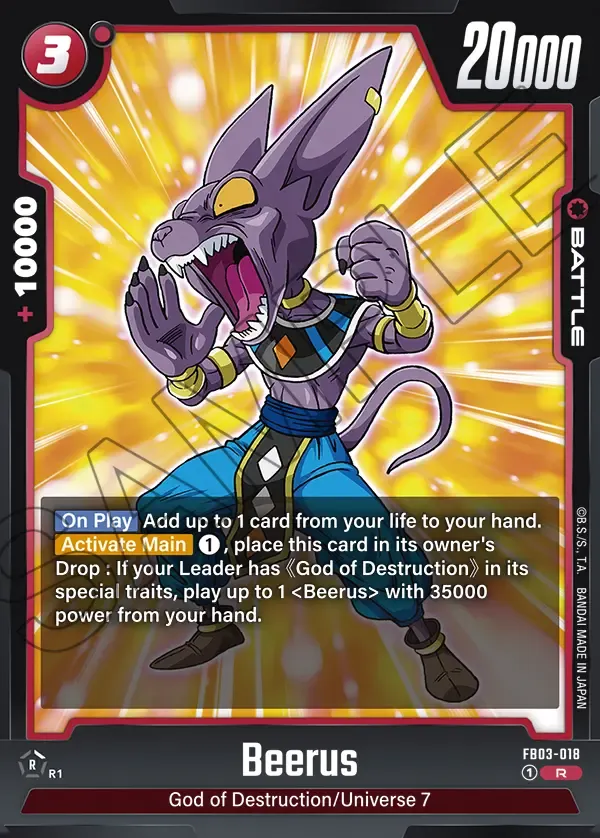 3
20000
+10000
BATTLE
SAMPLE
On Play Add up to 1 card from your life to your hand.
Activate Main ①, place this card in its owner's
Drop : If your Leader has 《God of Destruction》 in its
special traits, play up to 1 <Beerus> with 35000
power from your hand.
©B.S./S., T.A. BANDAI MADE IN JAPAN
R
R1
Beerus
FB03-018
① R
God of Destruction/Universe 7